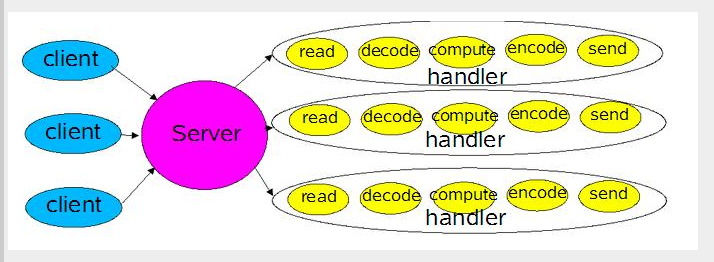 client
client
client
Server
read decode compute encode send
handler
read decode compute encode send
handler
read decode compute encode send
handler